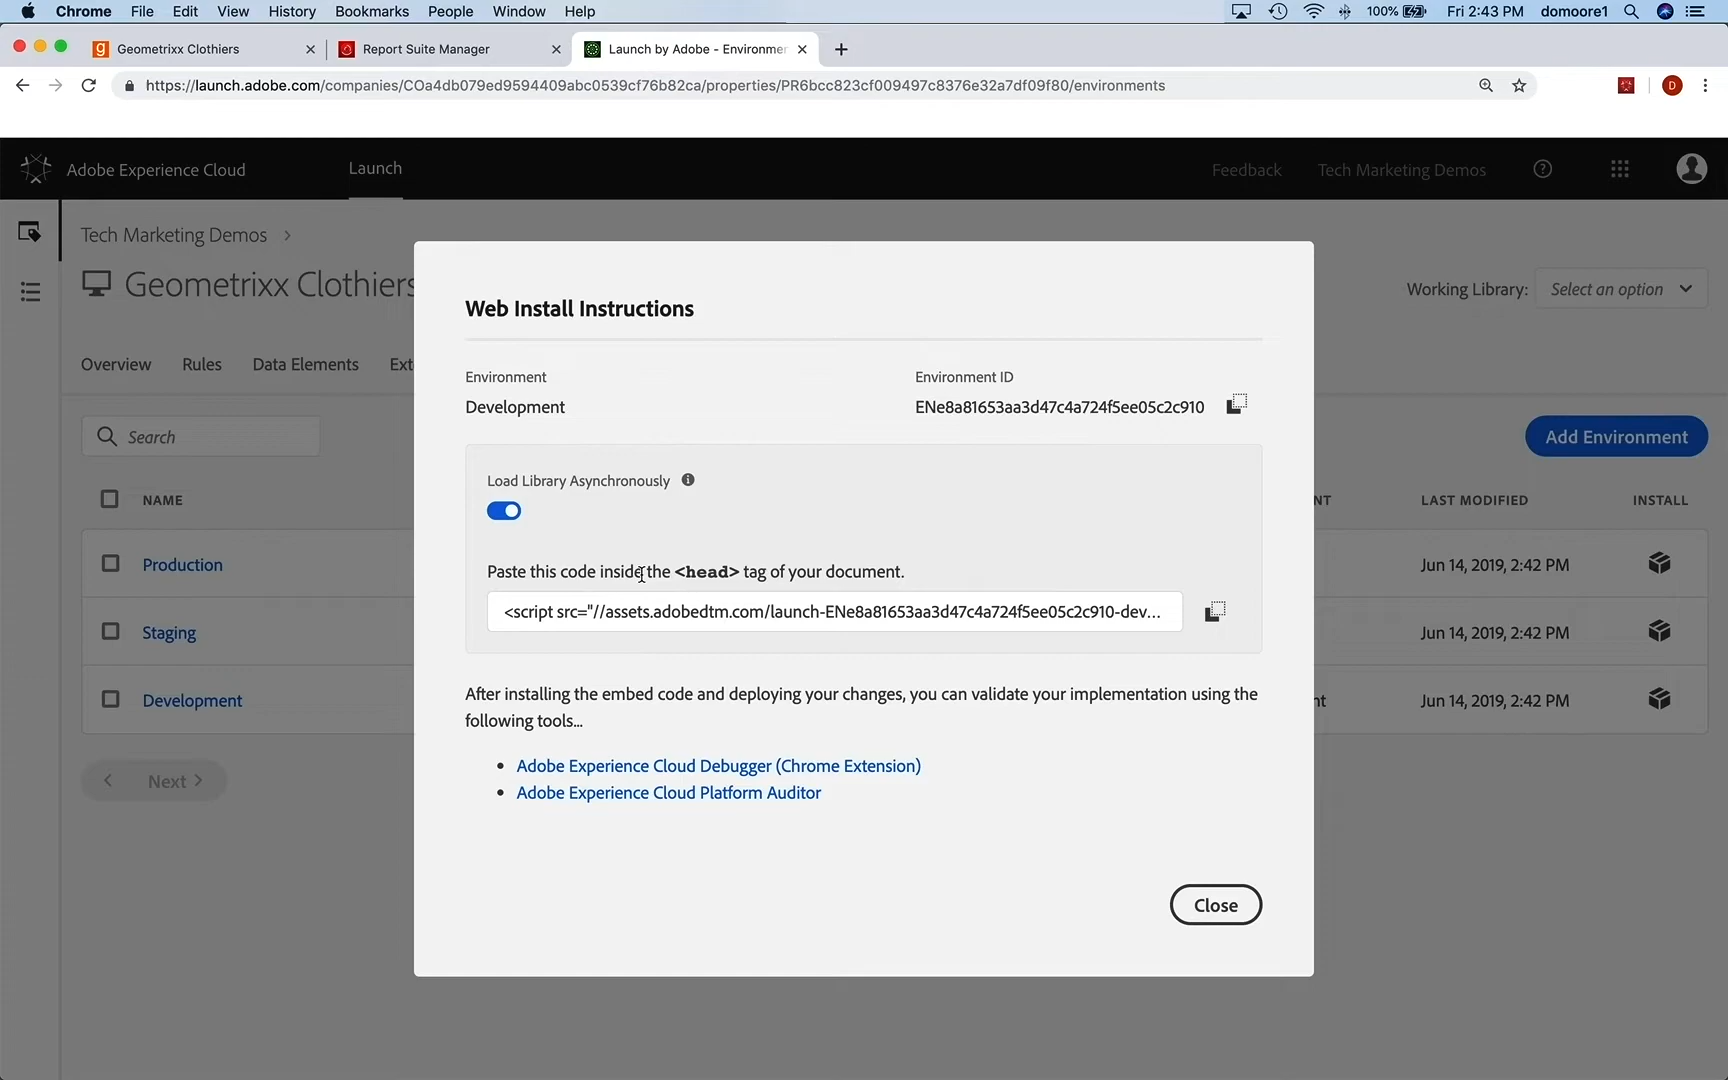 Chrome File Edit View History Bookmarks People Window Help 100% Fri 2:43 PM domoore1
Geometrixx Clothiers Report Suite Manager Launch by Adobe - Environmen
https://launch.adobe.com/companies/COa4db079ed9594409abc0539cf76b82ca/properties/PR6bcc823cf009497c8376e32a7df09f80/environments D
Adobe Experience Cloud Launch Feedback Tech Marketing Demos
Tech Marketing Demos
Geometrixx Clothiers Working Library: Select an option
Overview Rules Data Elements Ext
Search Add Environment
NAME NT LAST MODIFIED INSTALL
Production Jun 14, 2019, 2:42 PM
Staging Jun 14, 2019, 2:42 PM
Development nt Jun 14, 2019, 2:42 PM
Next
Web Install Instructions
Environment Environment ID
Development ENe8a81653aa3d47c4a724f5ee05c2c910
Load Library Asynchronously
Paste this code inside the <head> tag of your document.
<script src="//assets.adobedtm.com/launch-ENe8a81653aa3d47c4a724f5ee05c2c910-dev...
After installing the embed code and deploying your changes, you can validate your implementation using the
following tools...
• Adobe Experience Cloud Debugger (Chrome Extension)
• Adobe Experience Cloud Platform Auditor
Close